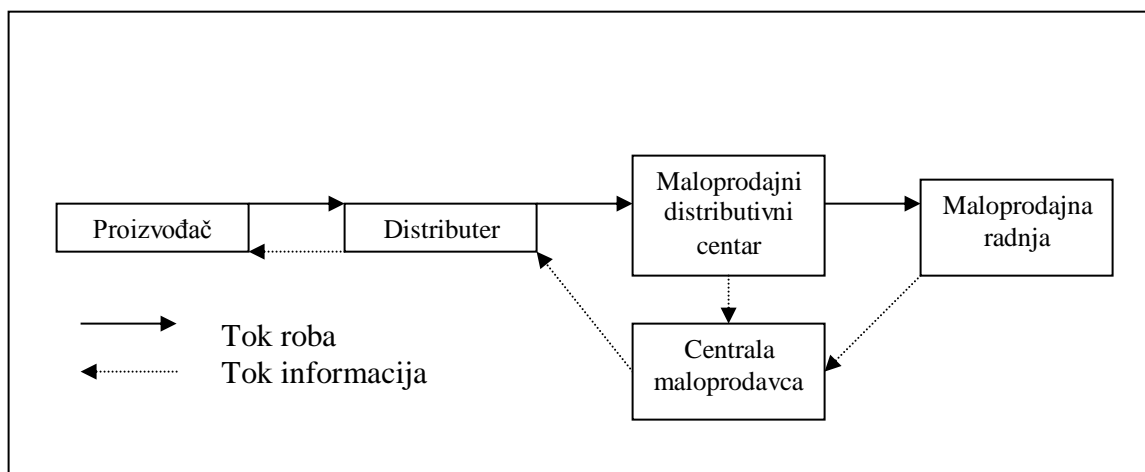 Proizvođač
Distributer
Maloprodajni
distributivni
centar
Maloprodajna
radnja
Centrala
maloprodavca
Tok roba
Tok informacija